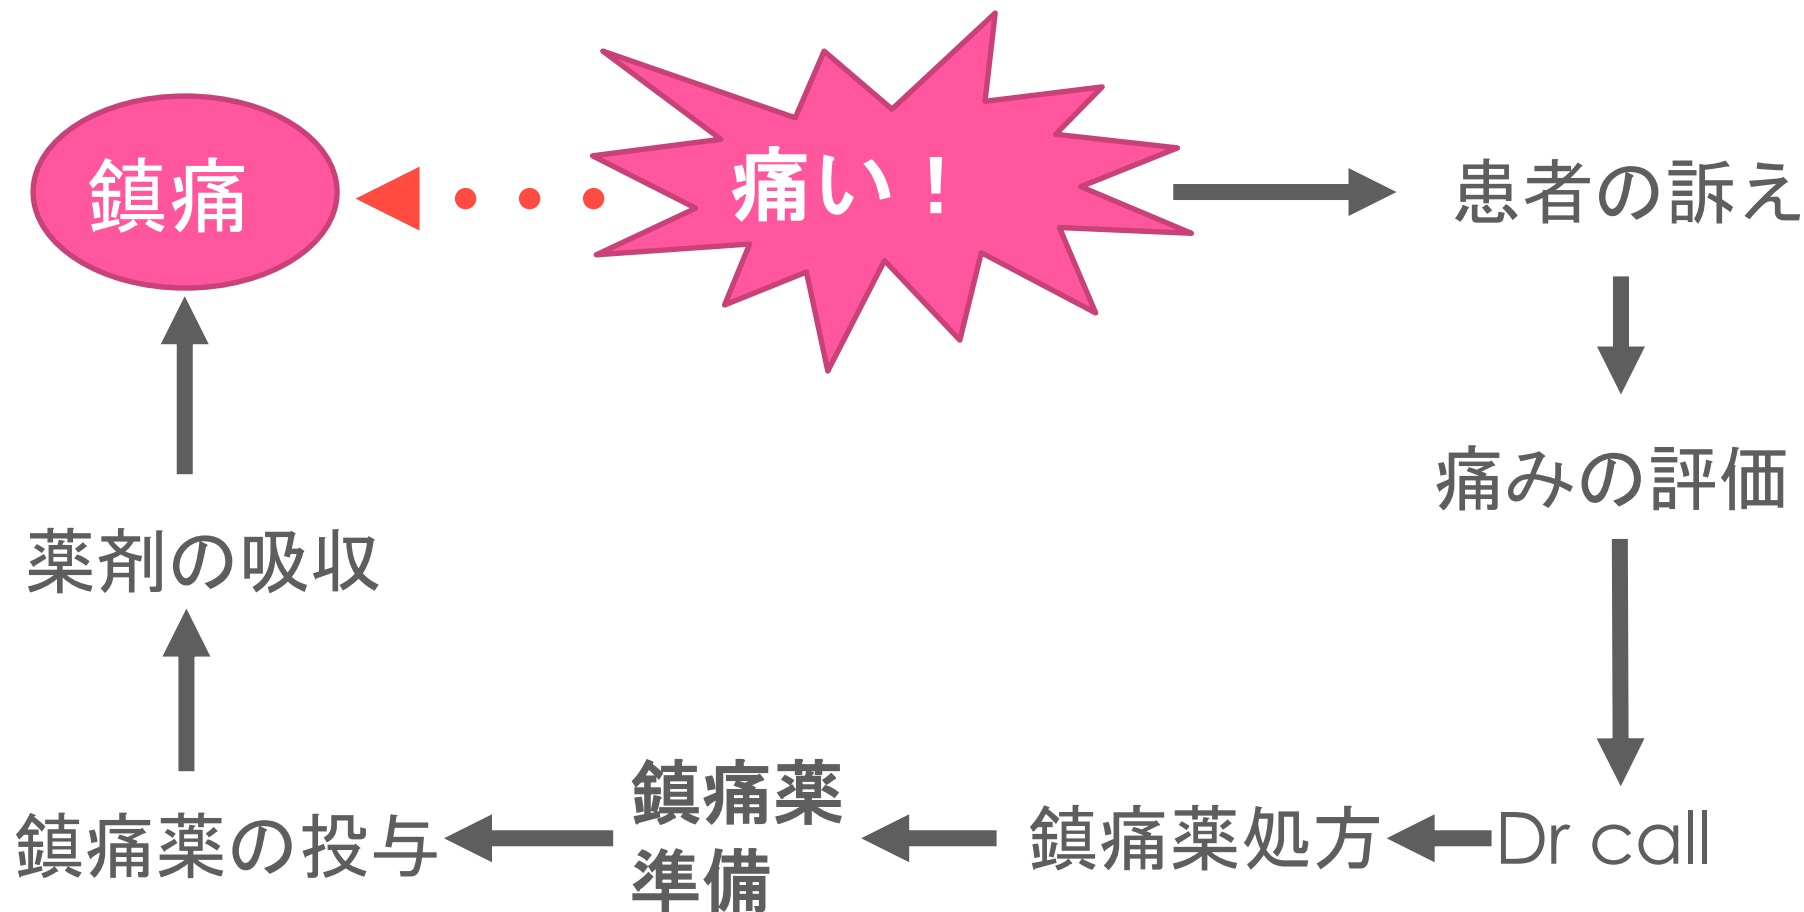 痛い！
鎮痛
患者の訴え
痛みの評価
薬剤の吸収
鎮痛薬
準備
鎮痛薬の投与
鎮痛薬処方
Dr call